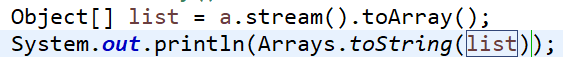 Object[] list = a.stream().toArray();
System.out.println(Arrays.toString(list));